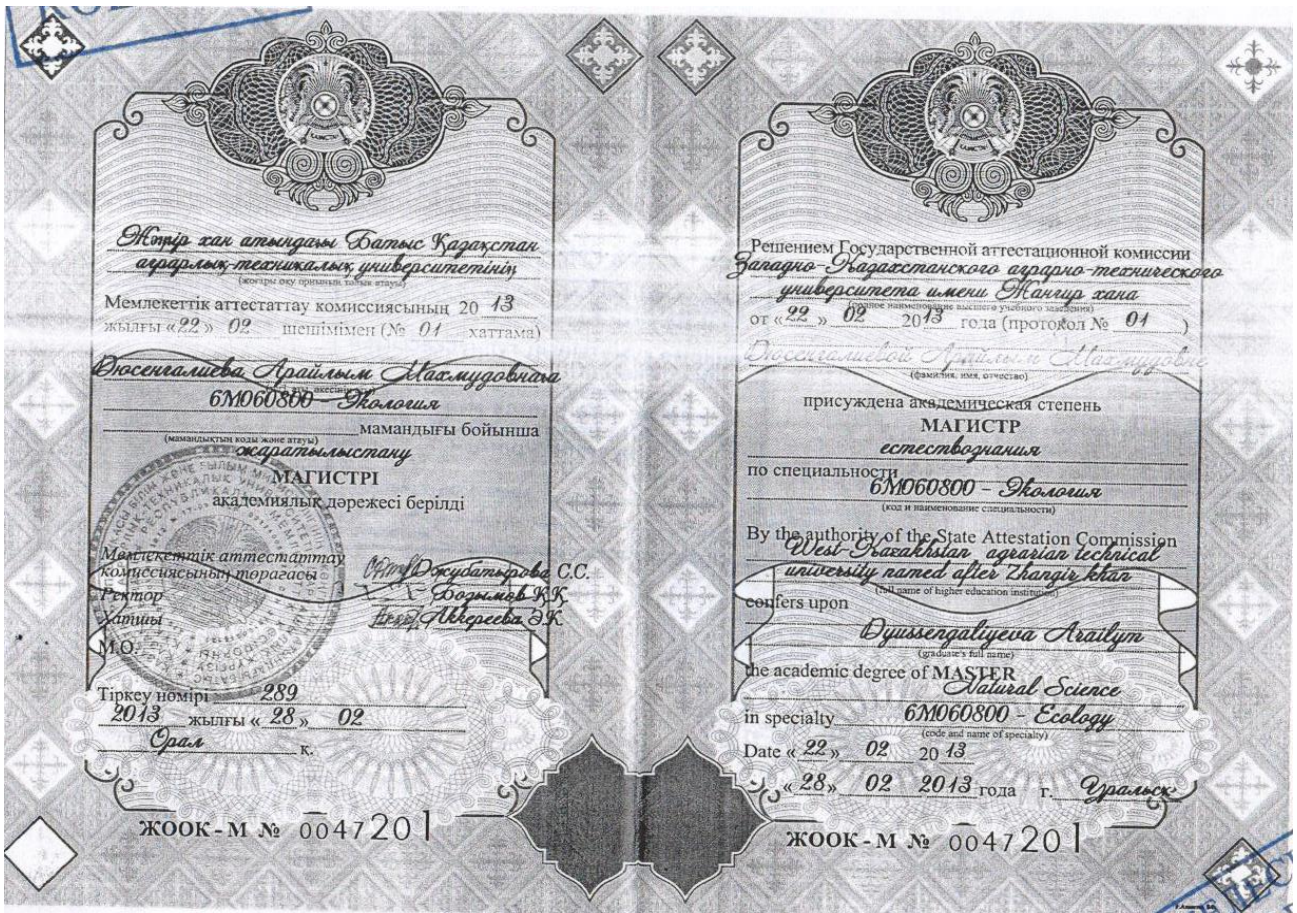 Жәңгір хан атындағы Батыс Қазақстан
аграрлық-техникалық университетінің
(жоғары оқу орнының толық атауы)
Мемлекеттік аттестаттау комиссиясының 20 13
жылғы «22» 02 шешімімен (№ 01 хаттама)
Дюсенгалиева Арайлым Махмудовнаға
6М060800 – Экология
мамандығы бойынша
(мамандықтың коды және атауы)
жаратылыстану
МАГИСТРІ
академиялық дәрежесі берілді
Мемлекеттік аттестаттау
комиссиясының төрағасы Джубатырова С.С.
Ректор Бозымов Қ.Қ.
Хатшы Акгереева Ә.К.
М.О.
Тіркеу нөмірі 289
2013 жылғы « 28 » 02
Орал қ.
ЖООК - М № 0047201
Решением Государственной аттестационной комиссии
Западно-Казахстанского аграрно-технического
университета имени Жангир хана
(полное наименование высшего учебного заведения)
от «22 » 02 2013 года (протокол № 01 )
Дюсенгалиевой Арайлым Махмудовне
(фамилия, имя, отчество)
присуждена академическая степень
МАГИСТР
естествознания
по специальности
6М060800 – Экология
(код и наименование специальности)
By the authority of the State Attestation Commission
West-Kazakhstan agrarian technical
university named after Zhangir khan
(full name of higher education institution)
confers upon
Dyussengaliyeva Arailym
(graduate's full name)
the academic degree of MASTER
Natural Science
in specialty 6M060800 – Ecology
(code and name of specialty)
Date « 22 » 02 20 13
« 28» 02 2013 года г. Уральск
ЖООК - М № 0047201